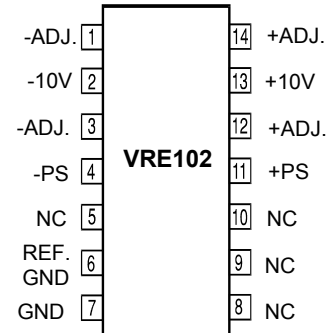 -ADJ. 1 14 +ADJ.
-10V 2 13 +10V
-ADJ. 3 12 +ADJ.
VRE102
-PS 4 11 +PS
NC 5 10 NC
REF.
GND 6 9 NC
GND 7 8 NC